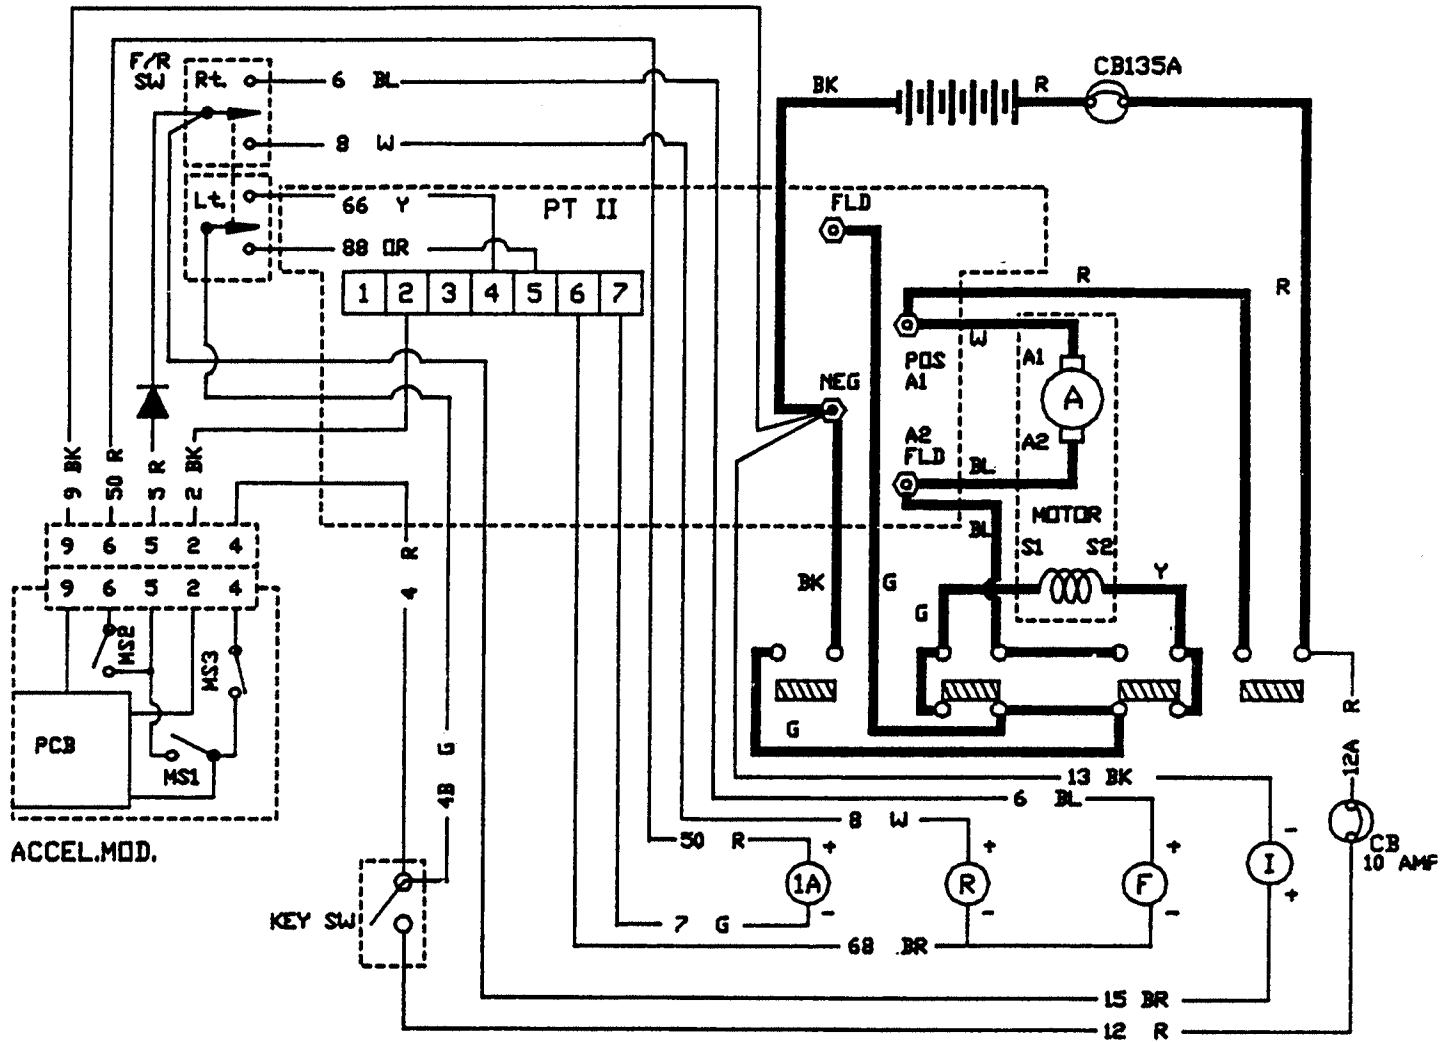 F/R
SW
Rt.
6 BL
8 W
Lt.
66 Y
88 OR
PT II
1 2 3 4 5 6 7
BK
R
CB135A
FLD
R
R
W
POS
A1
NEG
A1
A
A2
A2
FLD
BL
MOTOR
BL
S1
S2
Y
BK
G
G
G
9 BK
50 R
5 R
2 BK
9 6 5 2 4
9 6 5 2 4
4 R
MS2
MS3
PCB
MS1
ACCEL.MOD.
4B G
KEY SW
R
12A
13 BK
6 BL
8 W
50 R
+
+
+
-
1A
R
F
I
CB
10 AMP
-
-
-
+
7 G
68 BR
15 BR
12 R